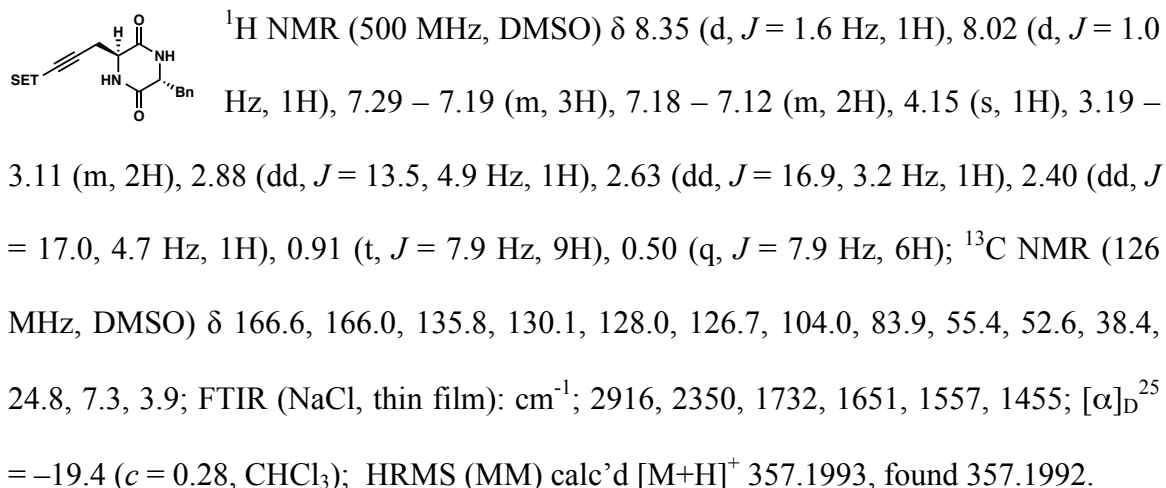 H O
NH
SET HN Bn
O
¹H NMR (500 MHz, DMSO) δ 8.35 (d, J = 1.6 Hz, 1H), 8.02 (d, J = 1.0
Hz, 1H), 7.29 – 7.19 (m, 3H), 7.18 – 7.12 (m, 2H), 4.15 (s, 1H), 3.19 –
3.11 (m, 2H), 2.88 (dd, J = 13.5, 4.9 Hz, 1H), 2.63 (dd, J = 16.9, 3.2 Hz, 1H), 2.40 (dd, J
= 17.0, 4.7 Hz, 1H), 0.91 (t, J = 7.9 Hz, 9H), 0.50 (q, J = 7.9 Hz, 6H); ¹³C NMR (126
MHz, DMSO) δ 166.6, 166.0, 135.8, 130.1, 128.0, 126.7, 104.0, 83.9, 55.4, 52.6, 38.4,
24.8, 7.3, 3.9; FTIR (NaCl, thin film): cm⁻¹; 2916, 2350, 1732, 1651, 1557, 1455; [α]D²⁵
= –19.4 (c = 0.28, CHCl₃); HRMS (MM) calc’d [M+H]⁺ 357.1993, found 357.1992.